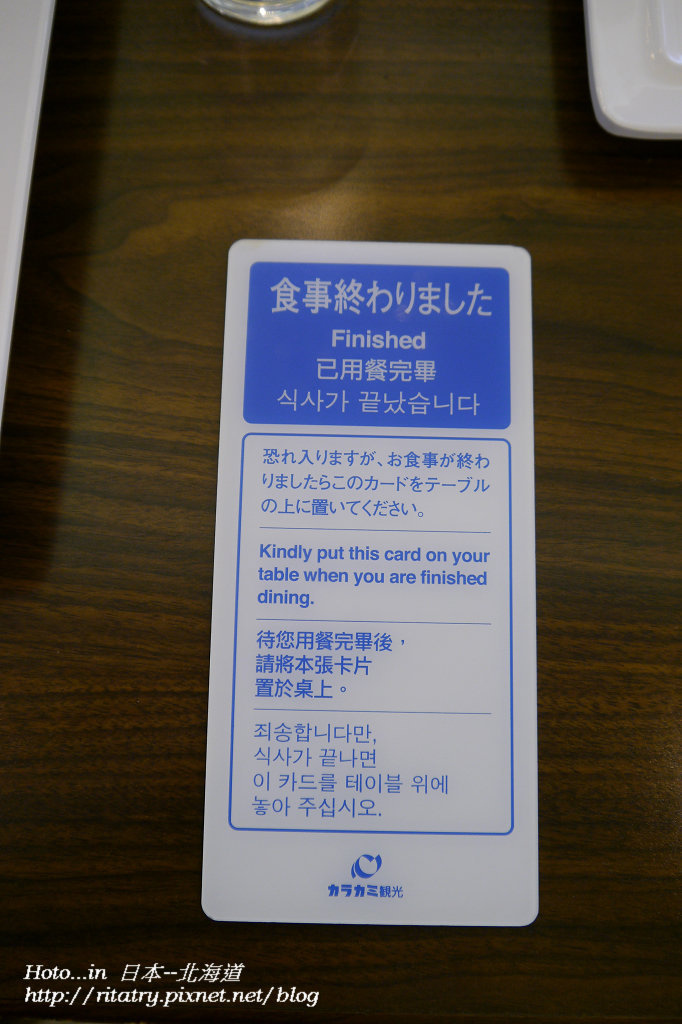 食事終わりました
Finished
已用餐完畢
식사가 끝났습니다
恐れ入りますが、お食事が終わ
りましたらこのカードをテーブル
の上に置いてください。
Kindly put this card on your
table when you are finished
dining.
待您用餐完畢後，
請將本張卡片
置於桌上。
죄송합니다만,
식사가 끝나면
이 카드를 테이블 위에
놓아 주십시오.
カラカミ観光
Hoto...in 日本--北海道
http://ritatry.pixnet.net/blog